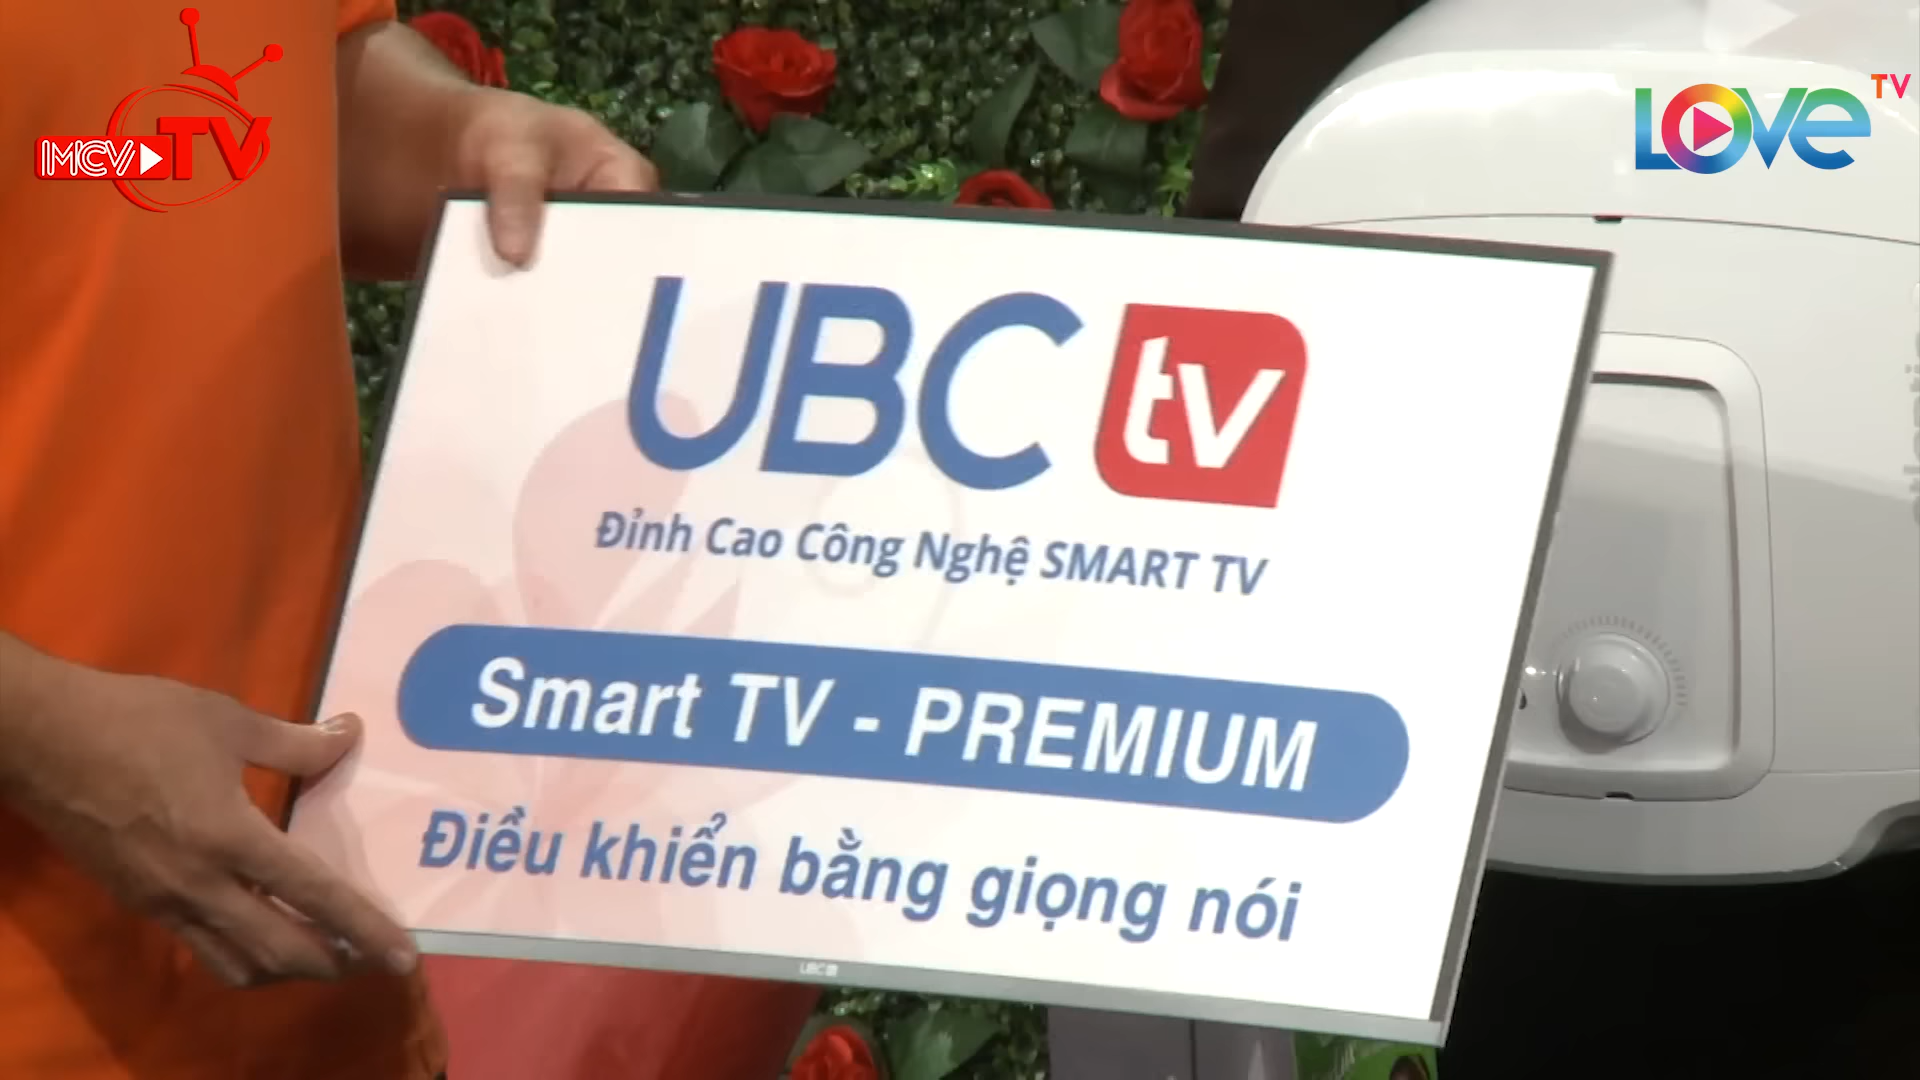 MCV TV
LOVE TV
UBC tv
Đỉnh Cao Công Nghệ SMART TV
Smart TV - PREMIUM
Điều khiển bằng giọng nói
UBC